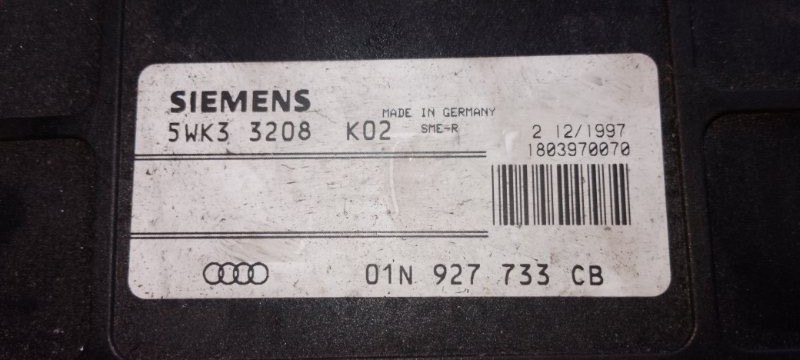 SIEMENS
MADE IN GERMANY
5WK3 3208 K02 SME-R 2 12/1997
1803970070
01N 927 733 CB